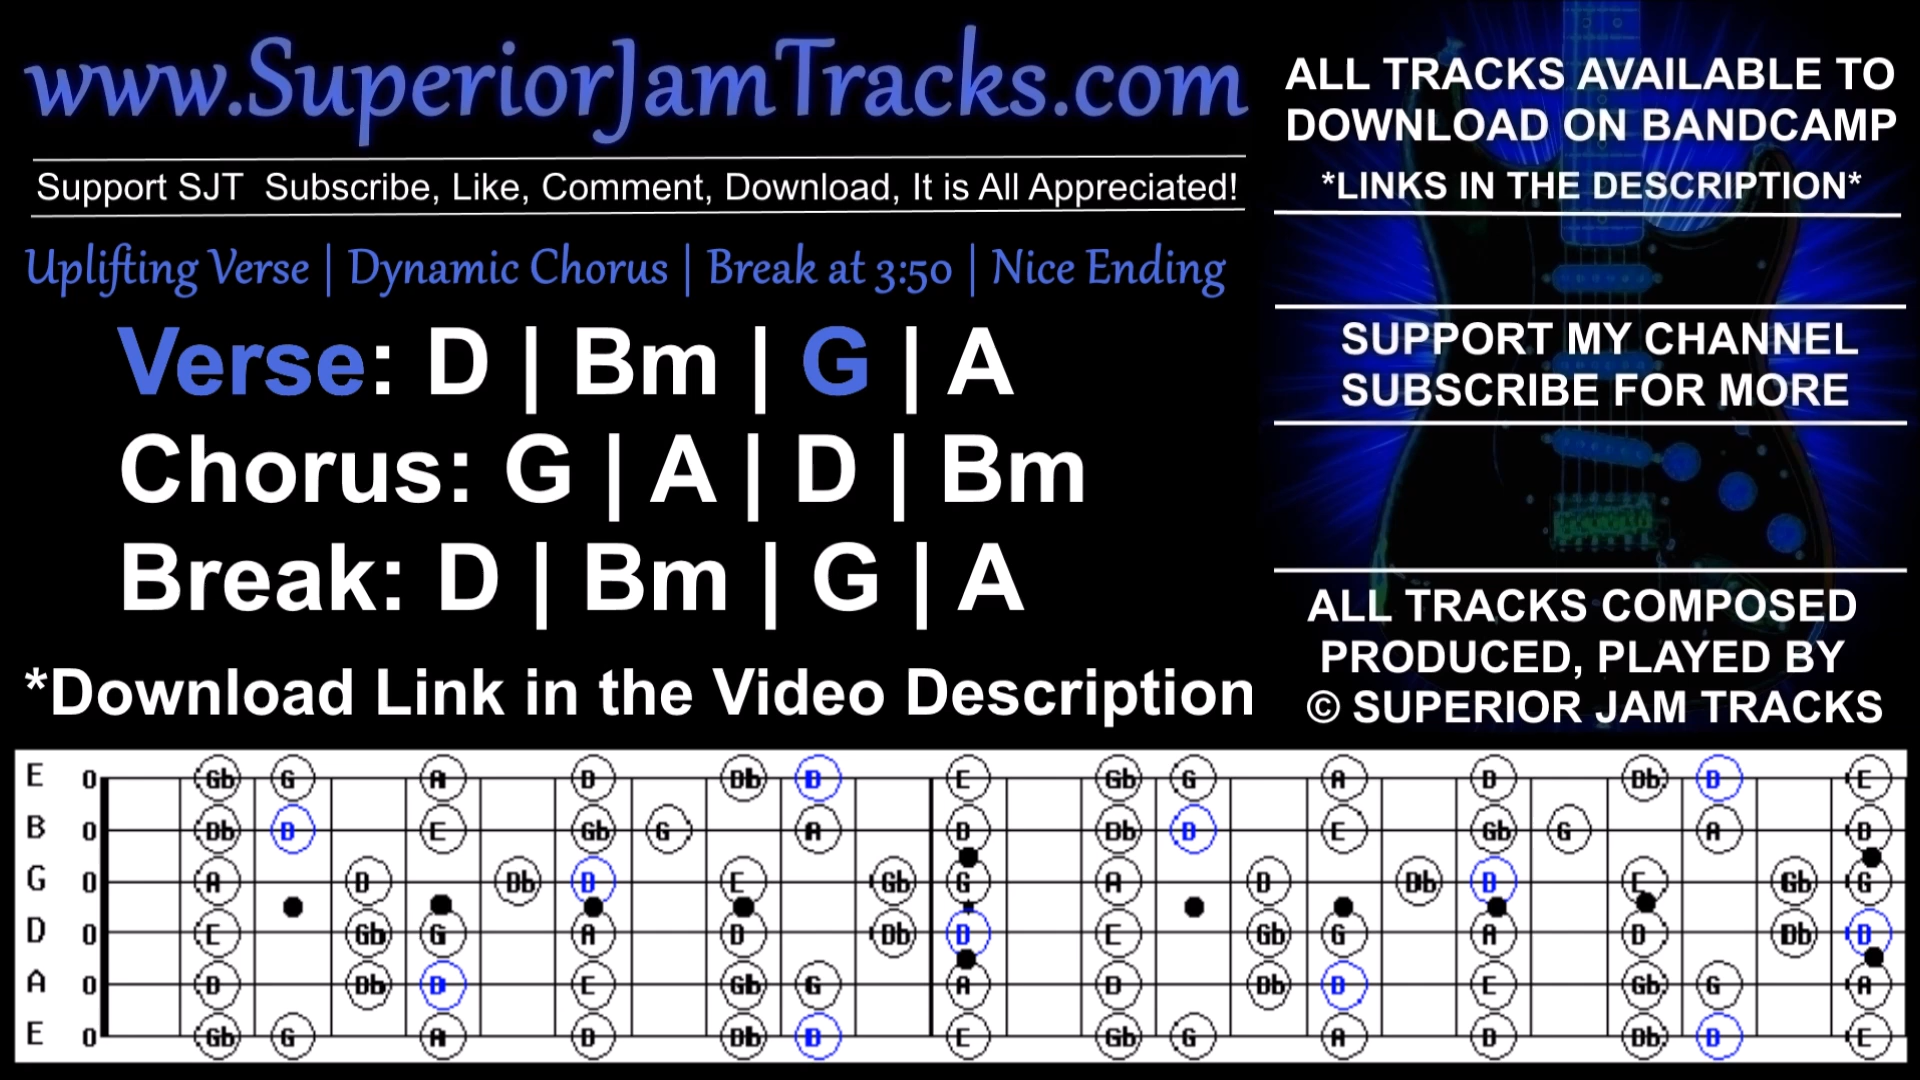 www.SuperiorJamTracks.com
Support SJT Subscribe, Like, Comment, Download, It is All Appreciated!
Uplifting Verse | Dynamic Chorus | Break at 3:50 | Nice Ending
Verse: D | Bm | G | A
Chorus: G | A | D | Bm
Break: D | Bm | G | A
*Download Link in the Video Description
ALL TRACKS AVAILABLE TO
DOWNLOAD ON BANDCAMP
*LINKS IN THE DESCRIPTION*
SUPPORT MY CHANNEL
SUBSCRIBE FOR MORE
ALL TRACKS COMPOSED
PRODUCED, PLAYED BY
© SUPERIOR JAM TRACKS
E 0 Gb G A B Db D E Gb G A B Db D E
B 0 Db D E Gb G A B Db D E Gb G A B
G 0 A B Db D E Gb G A B Db D E Gb G
D 0 E Gb G A B Db D E Gb G A B Db D
A 0 B Db D E Gb G A B Db D E Gb G A
E 0 Gb G A B Db D E Gb G A B Db D E